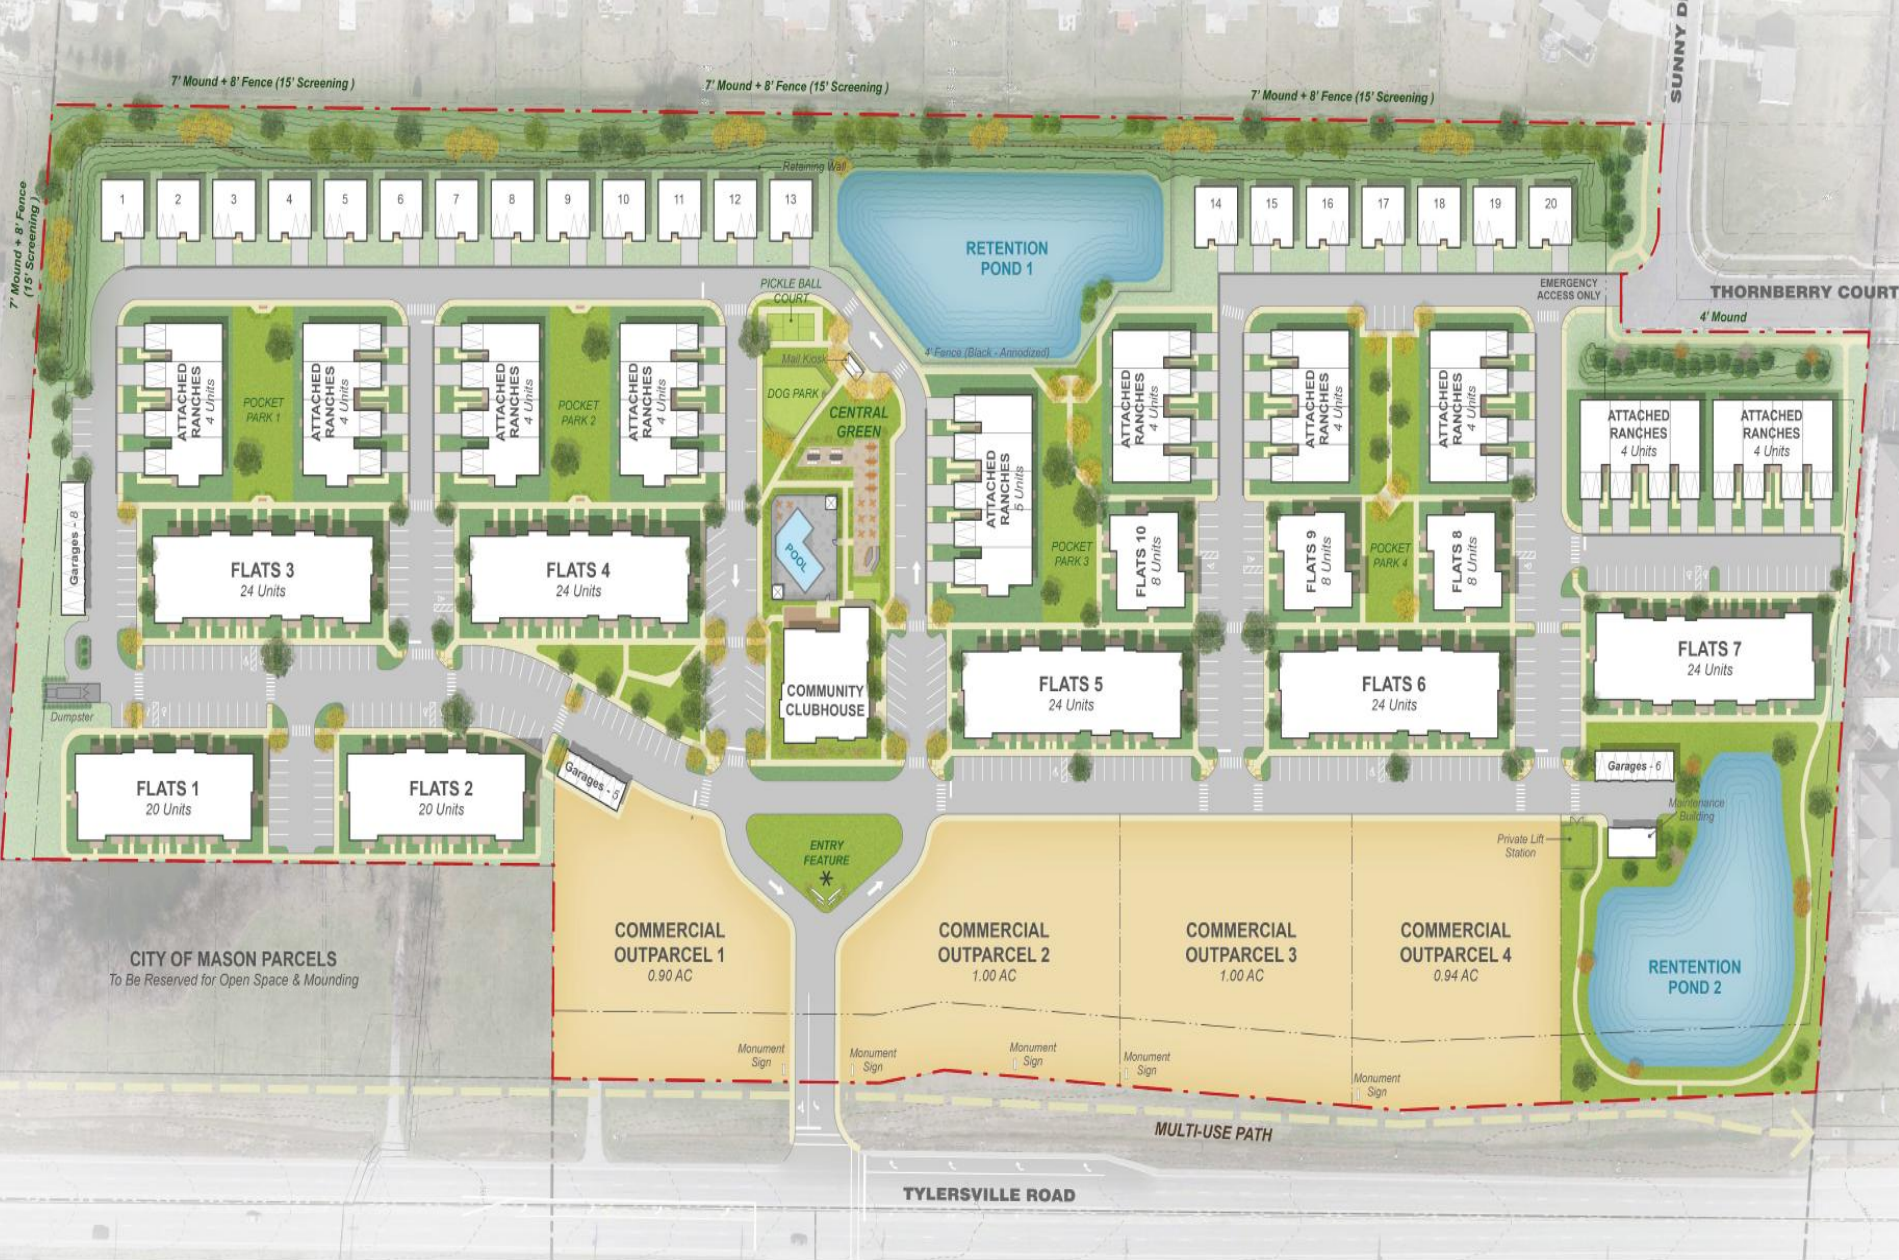 SUNNY D
7' Mound + 8' Fence (15' Screening )
7' Mound + 8' Fence (15' Screening )
7' Mound + 8' Fence (15' Screening )
7' Mound + 8' Fence
(15' Screening )
Retaining Wall
1
2
3
4
5
6
7
8
9
10
11
12
13
14
15
16
17
18
19
20
RETENTION
POND 1
PICKLE BALL
COURT
EMERGENCY
ACCESS ONLY
THORNBERRY COURT
4' Mound
Mail Kiosk
4' Fence (Black - Annodized)
DOG PARK
CENTRAL
GREEN
ATTACHED
RANCHES
4 Units
POCKET
PARK 1
ATTACHED
RANCHES
4 Units
ATTACHED
RANCHES
4 Units
POCKET
PARK 2
ATTACHED
RANCHES
4 Units
ATTACHED
RANCHES
5 Units
ATTACHED
RANCHES
4 Units
ATTACHED
RANCHES
4 Units
ATTACHED
RANCHES
4 Units
ATTACHED
RANCHES
4 Units
ATTACHED
RANCHES
4 Units
Garages - 8
FLATS 3
24 Units
FLATS 4
24 Units
POOL
POCKET
PARK 3
FLATS 10
8 Units
FLATS 9
8 Units
POCKET
PARK 4
FLATS 8
8 Units
COMMUNITY
CLUBHOUSE
FLATS 5
24 Units
FLATS 6
24 Units
FLATS 7
24 Units
Dumpster
FLATS 1
20 Units
FLATS 2
20 Units
Garages - 5
Garages - 6
Maintenance
Building
Private Lift
Station
ENTRY
FEATURE
CITY OF MASON PARCELS
To Be Reserved for Open Space & Mounding
COMMERCIAL
OUTPARCEL 1
0.90 AC
COMMERCIAL
OUTPARCEL 2
1.00 AC
COMMERCIAL
OUTPARCEL 3
1.00 AC
COMMERCIAL
OUTPARCEL 4
0.94 AC
RENTENTION
POND 2
Monument
Sign
Monument
Sign
Monument
Sign
Monument
Sign
Monument
Sign
MULTI-USE PATH
TYLERSVILLE ROAD